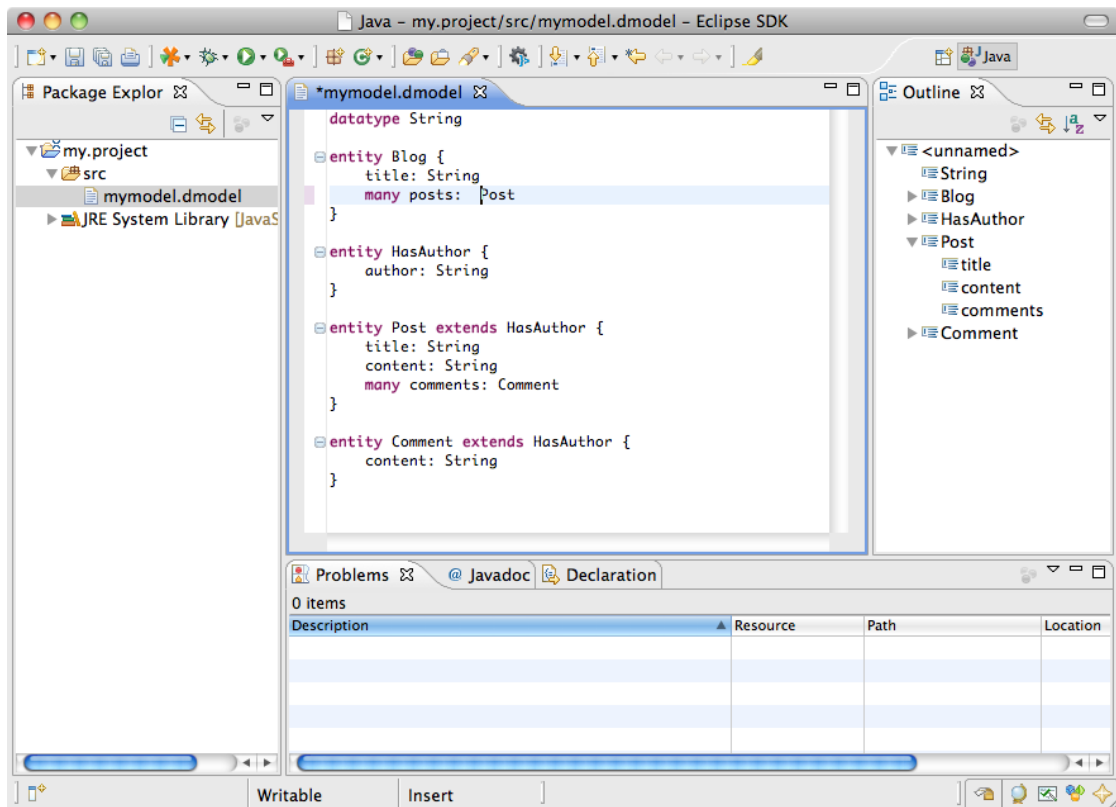 Java – my.project/src/mymodel.dmodel – Eclipse SDK
Java
Package Explor
my.project
src
mymodel.dmodel
JRE System Library [JavaS
*mymodel.dmodel
datatype String
entity Blog {
title: String
many posts:  Post
}
entity HasAuthor {
author: String
}
entity Post extends HasAuthor {
title: String
content: String
many comments: Comment
}
entity Comment extends HasAuthor {
content: String
}
Outline
<unnamed>
String
Blog
HasAuthor
Post
title
content
comments
Comment
Problems @ Javadoc Declaration
0 items
Description Resource Path Location
Writable Insert